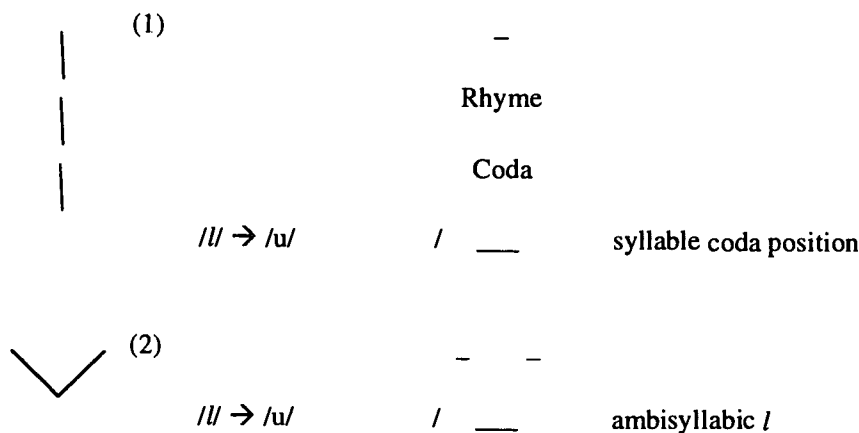 (1) –
Rhyme
Coda
/l/ → /u/ / ___ syllable coda position
(2) – –
/l/ → /u/ / ___ ambisyllabic l